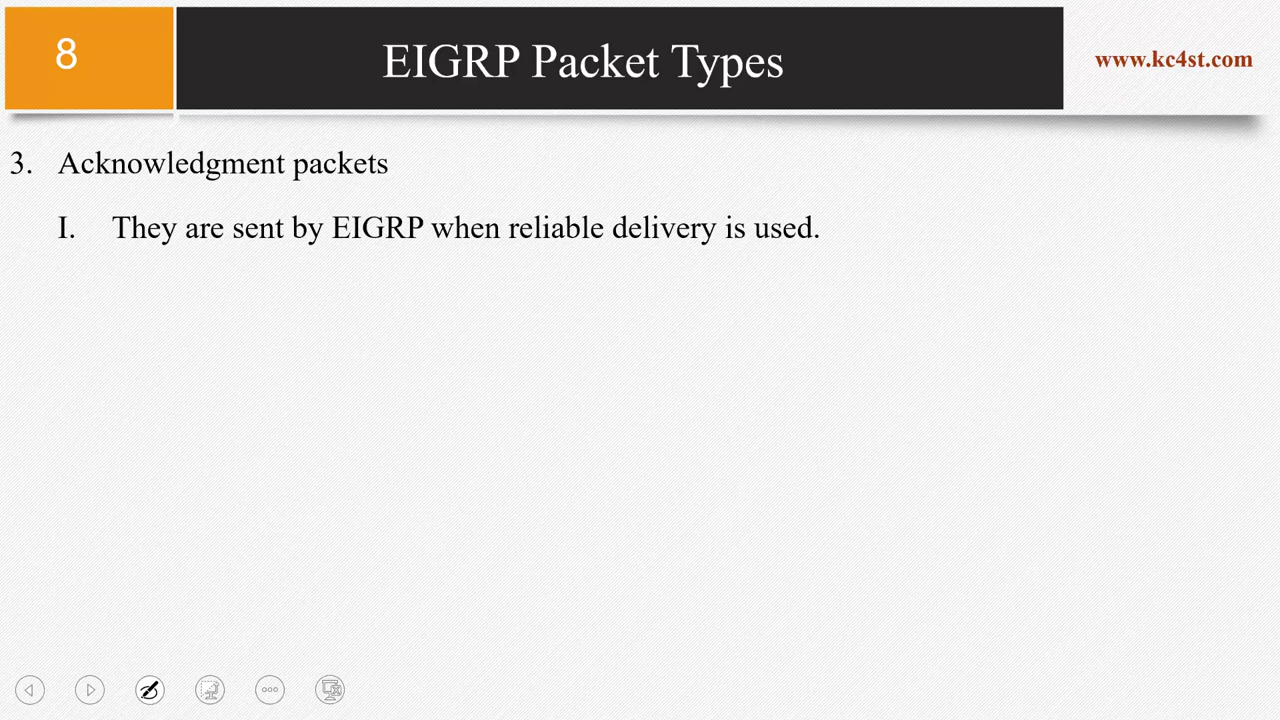 8
EIGRP Packet Types
www.kc4st.com
3. Acknowledgment packets
I. They are sent by EIGRP when reliable delivery is used.